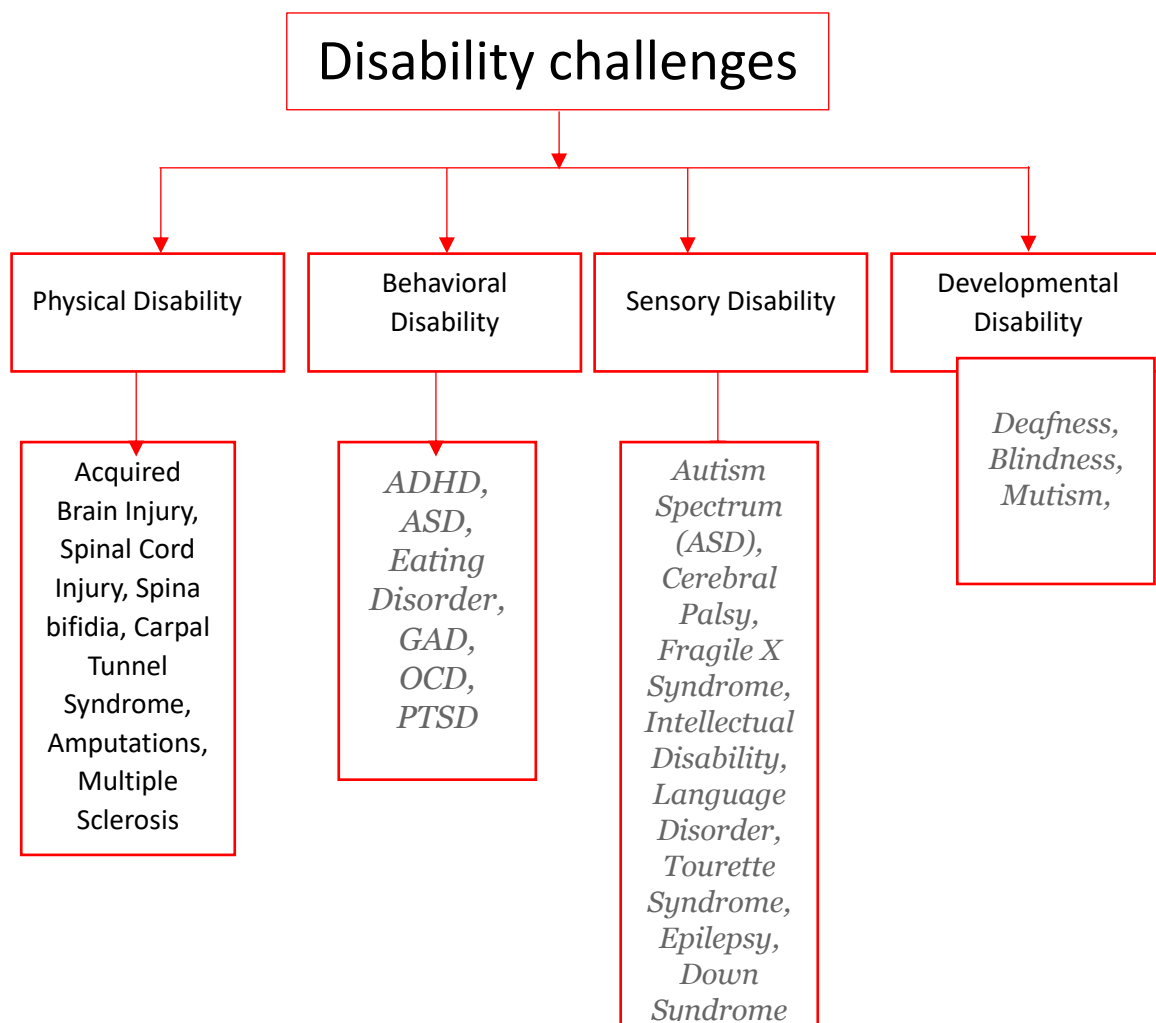 Disability challenges
Physical Disability
Behavioral
Disability
Sensory Disability
Developmental
Disability
Acquired
Brain Injury,
Spinal Cord
Injury, Spina
bifidia, Carpal
Tunnel
Syndrome,
Amputations,
Multiple
Sclerosis
ADHD,
ASD,
Eating
Disorder,
GAD,
OCD,
PTSD
Autism
Spectrum
(ASD),
Cerebral
Palsy,
Fragile X
Syndrome,
Intellectual
Disability,
Language
Disorder,
Tourette
Syndrome,
Epilepsy,
Down
Syndrome
Deafness,
Blindness,
Mutism,